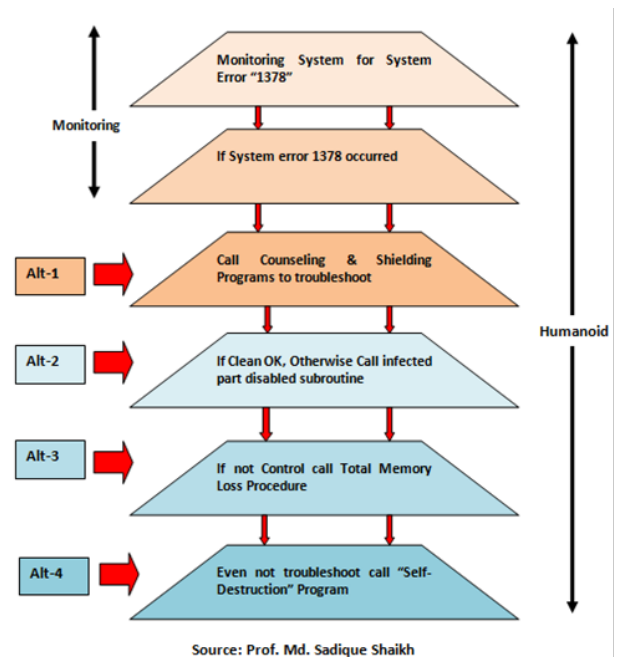 Monitoring System for System
Error “1378”
Monitoring
If System error 1378 occurred
Alt-1
Call Counseling & Shielding
Programs to troubleshoot
Humanoid
Alt-2
If Clean OK, Otherwise Call infected
part disabled subroutine
Alt-3
If not Control call Total Memory
Loss Procedure
Alt-4
Even not troubleshoot call “Self-
Destruction” Program
Source: Prof. Md. Sadique Shaikh